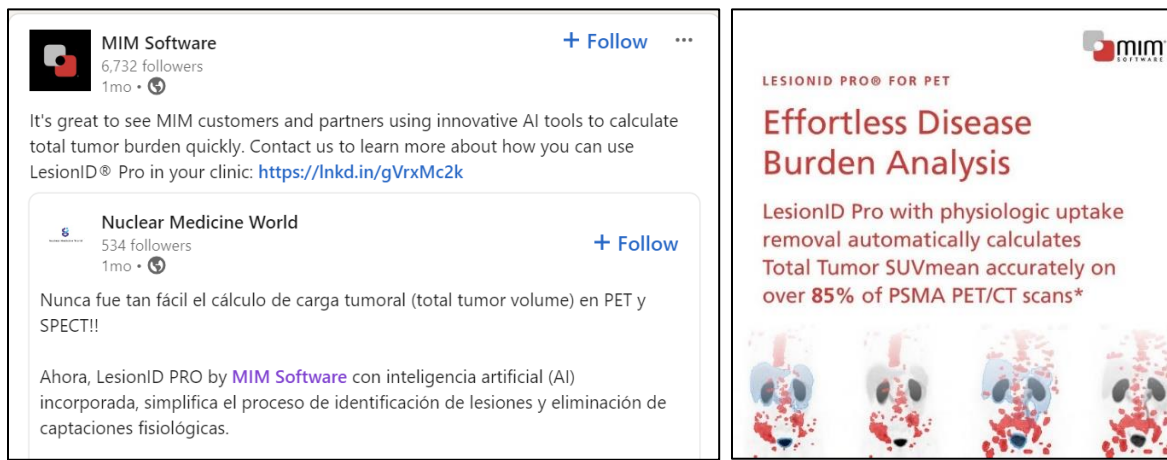 MIM Software
+ Follow ...
6,732 followers
1mo •
It's great to see MIM customers and partners using innovative AI tools to calculate
total tumor burden quickly. Contact us to learn more about how you can use
LesionID® Pro in your clinic: https://lnkd.in/gVrxMc2k
Nuclear Medicine World
534 followers
+ Follow
1mo •
Nunca fue tan fácil el cálculo de carga tumoral (total tumor volume) en PET y
SPECT!!
Ahora, LesionID PRO by MIM Software con inteligencia artificial (AI)
incorporada, simplifica el proceso de identificación de lesiones y eliminación de
captaciones fisiológicas.
mim
SOFTWARE
LESIONID PRO® FOR PET
Effortless Disease
Burden Analysis
LesionID Pro with physiologic uptake
removal automatically calculates
Total Tumor SUVmean accurately on
over 85% of PSMA PET/CT scans*